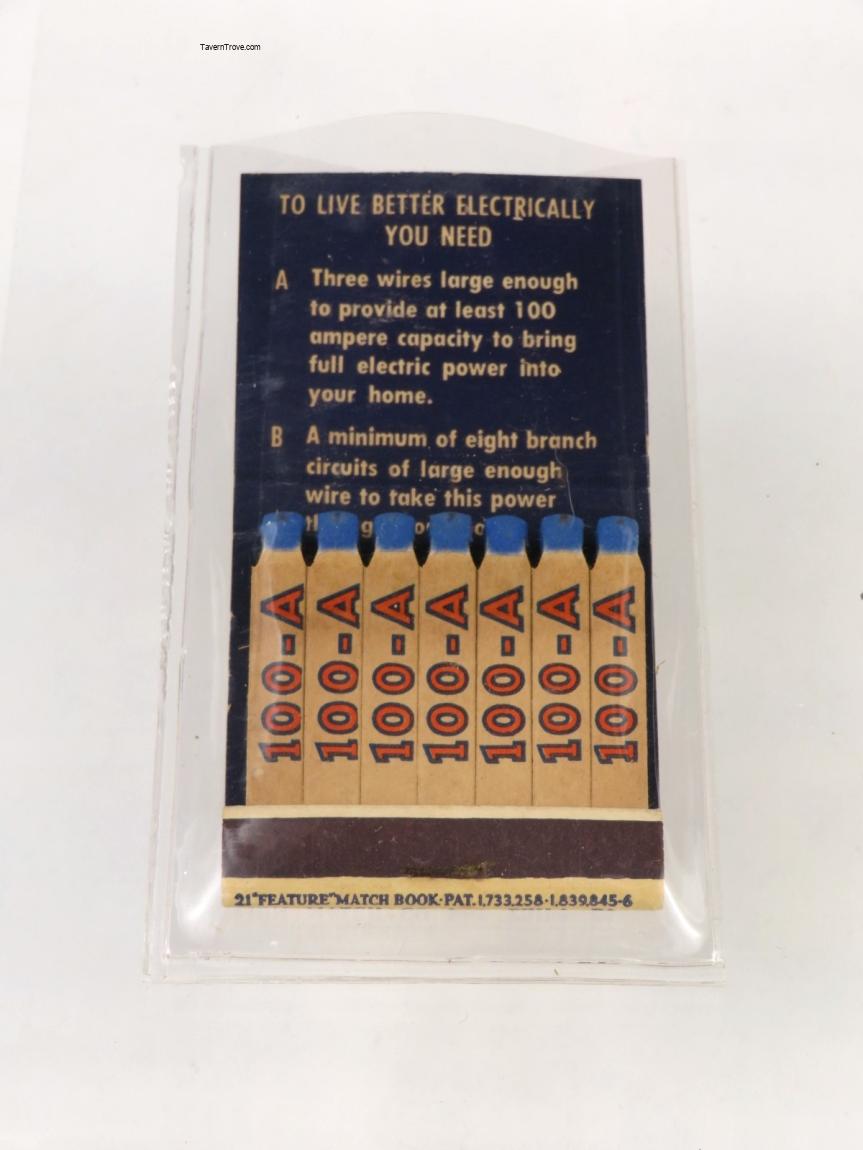 TavernTrove.com
TO LIVE BETTER ELECTRICALLY
YOU NEED
A Three wires large enough
to provide at least 100
ampere capacity to bring
full electric power into
your home.
B A minimum of eight branch
circuits of large enough
wire to take this power
100-A 100-A 100-A 100-A 100-A 100-A 100-A
21 "FEATURE" MATCH BOOK·PAT. 1,733,258·1,839,845-6